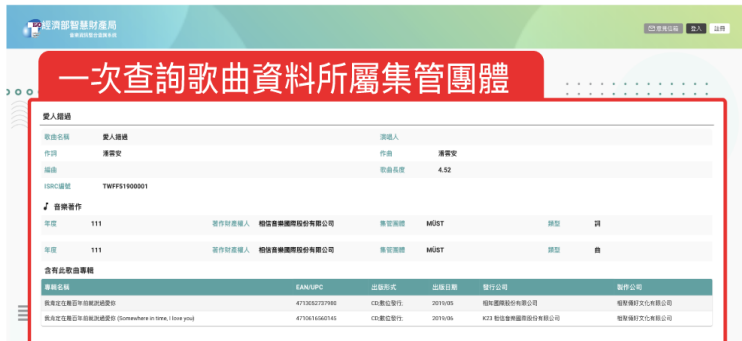 經濟部智慧財產局
意見信箱 登入 註冊
一次查詢歌曲資料所屬集管團體
愛人錯過
歌曲名稱 愛人錯過 演唱人
作詞 潘雲安 作曲 潘雲安
編曲 歌曲長度 4.52
ISRC編號 TWFF51900001
音樂著作
年度 111 著作財產權人 相信音樂國際股份有限公司 集管團體 MÜST 類型 詞
年度 111 著作財產權人 相信音樂國際股份有限公司 集管團體 MÜST 類型 曲
含有此歌曲專輯
專輯名稱 EAN/UPC 出版形式 出版日期 發行公司 製作公司
我肯定在幾百年前就說過愛你 4713052757980 CD;數位發行; 2019/05 相知國際股份有限公司 相聚偶好文化有限公司
我肯定在幾百年前就說過愛你 (Somewhere in time, I love you) 4710616560145 CD;數位發行; 2019/06 K23 相信音樂國際股份有限公司 相聚偶好文化有限公司